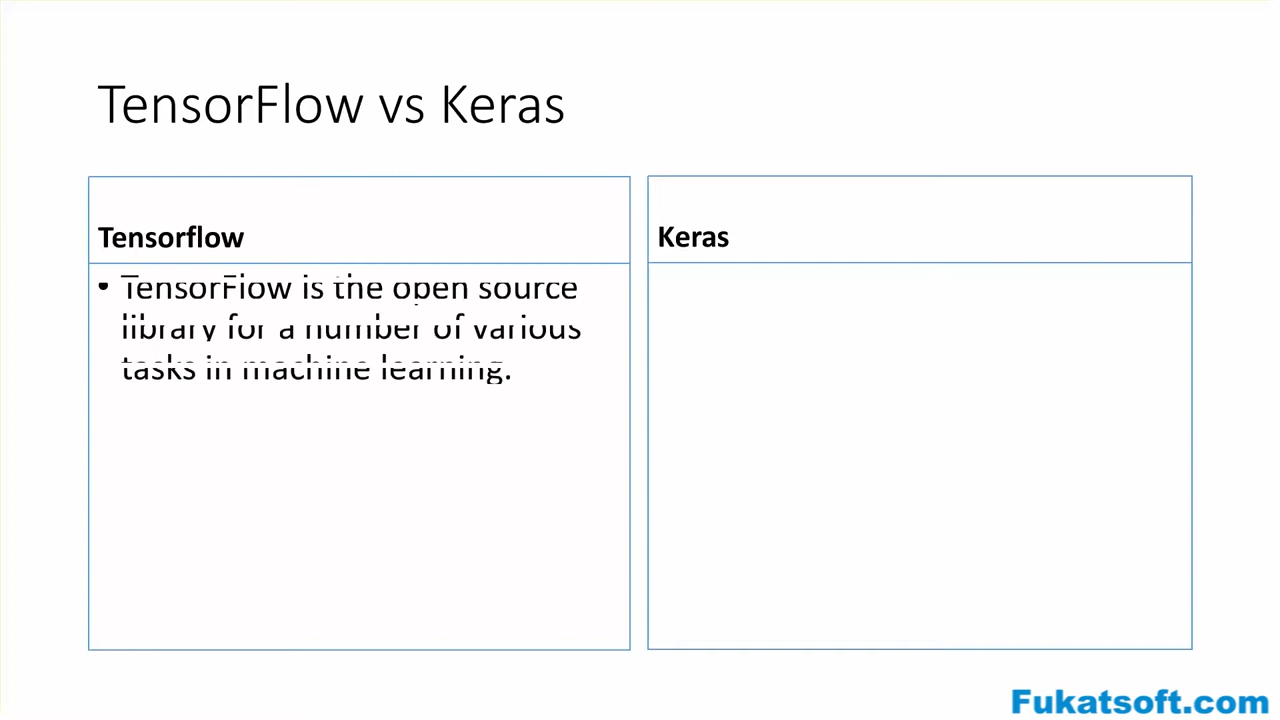 TensorFlow vs Keras
Tensorflow
Keras
• TensorFlow is the open source
library for a number of various
tasks in machine learning.
Fukatsoft.com